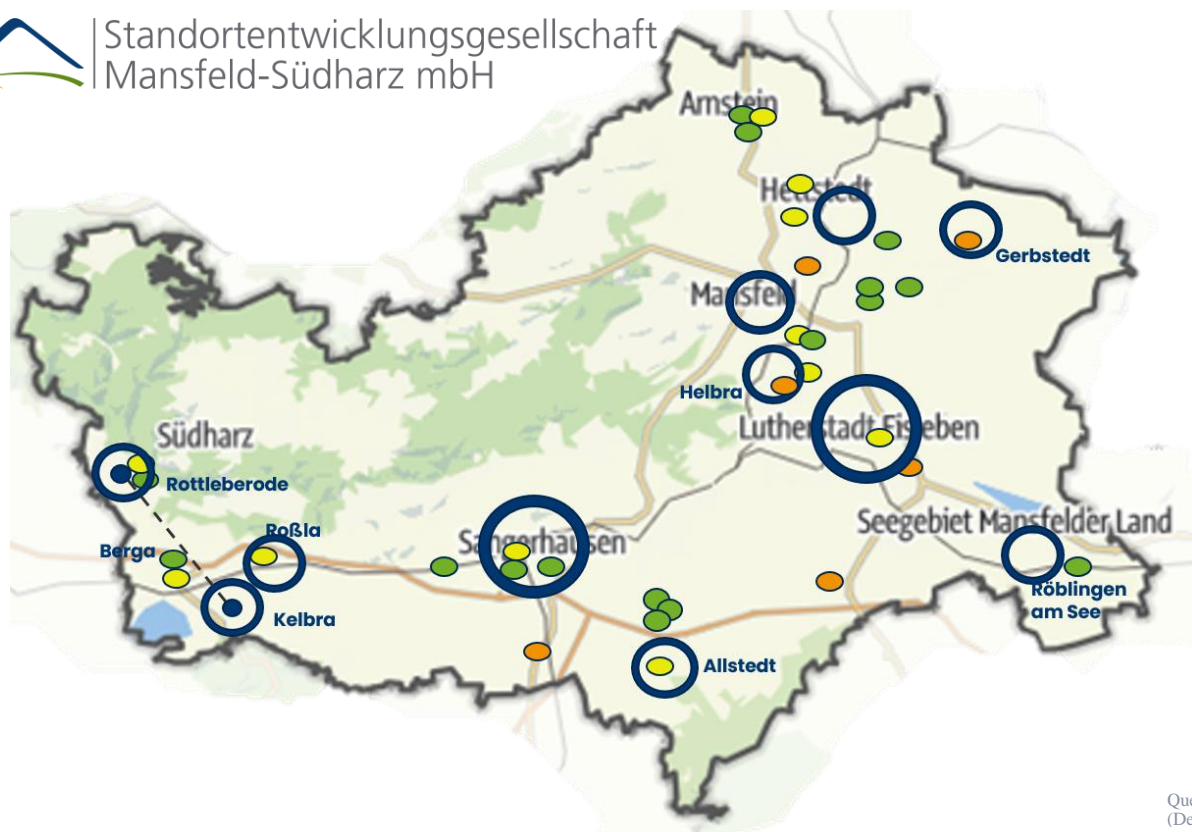 Standortentwicklungsgesellschaft
Mansfeld-Südharz mbH
Arnstein
Hettstedt
Gerbstedt
Mansfeld
Helbra
Lutherstadt Eisleben
Südharz
Rottleberode
Roßla
Berga
Sangerhausen
Seegebiet Mansfelder Land
Kelbra
Röblingen
am See
Allstedt